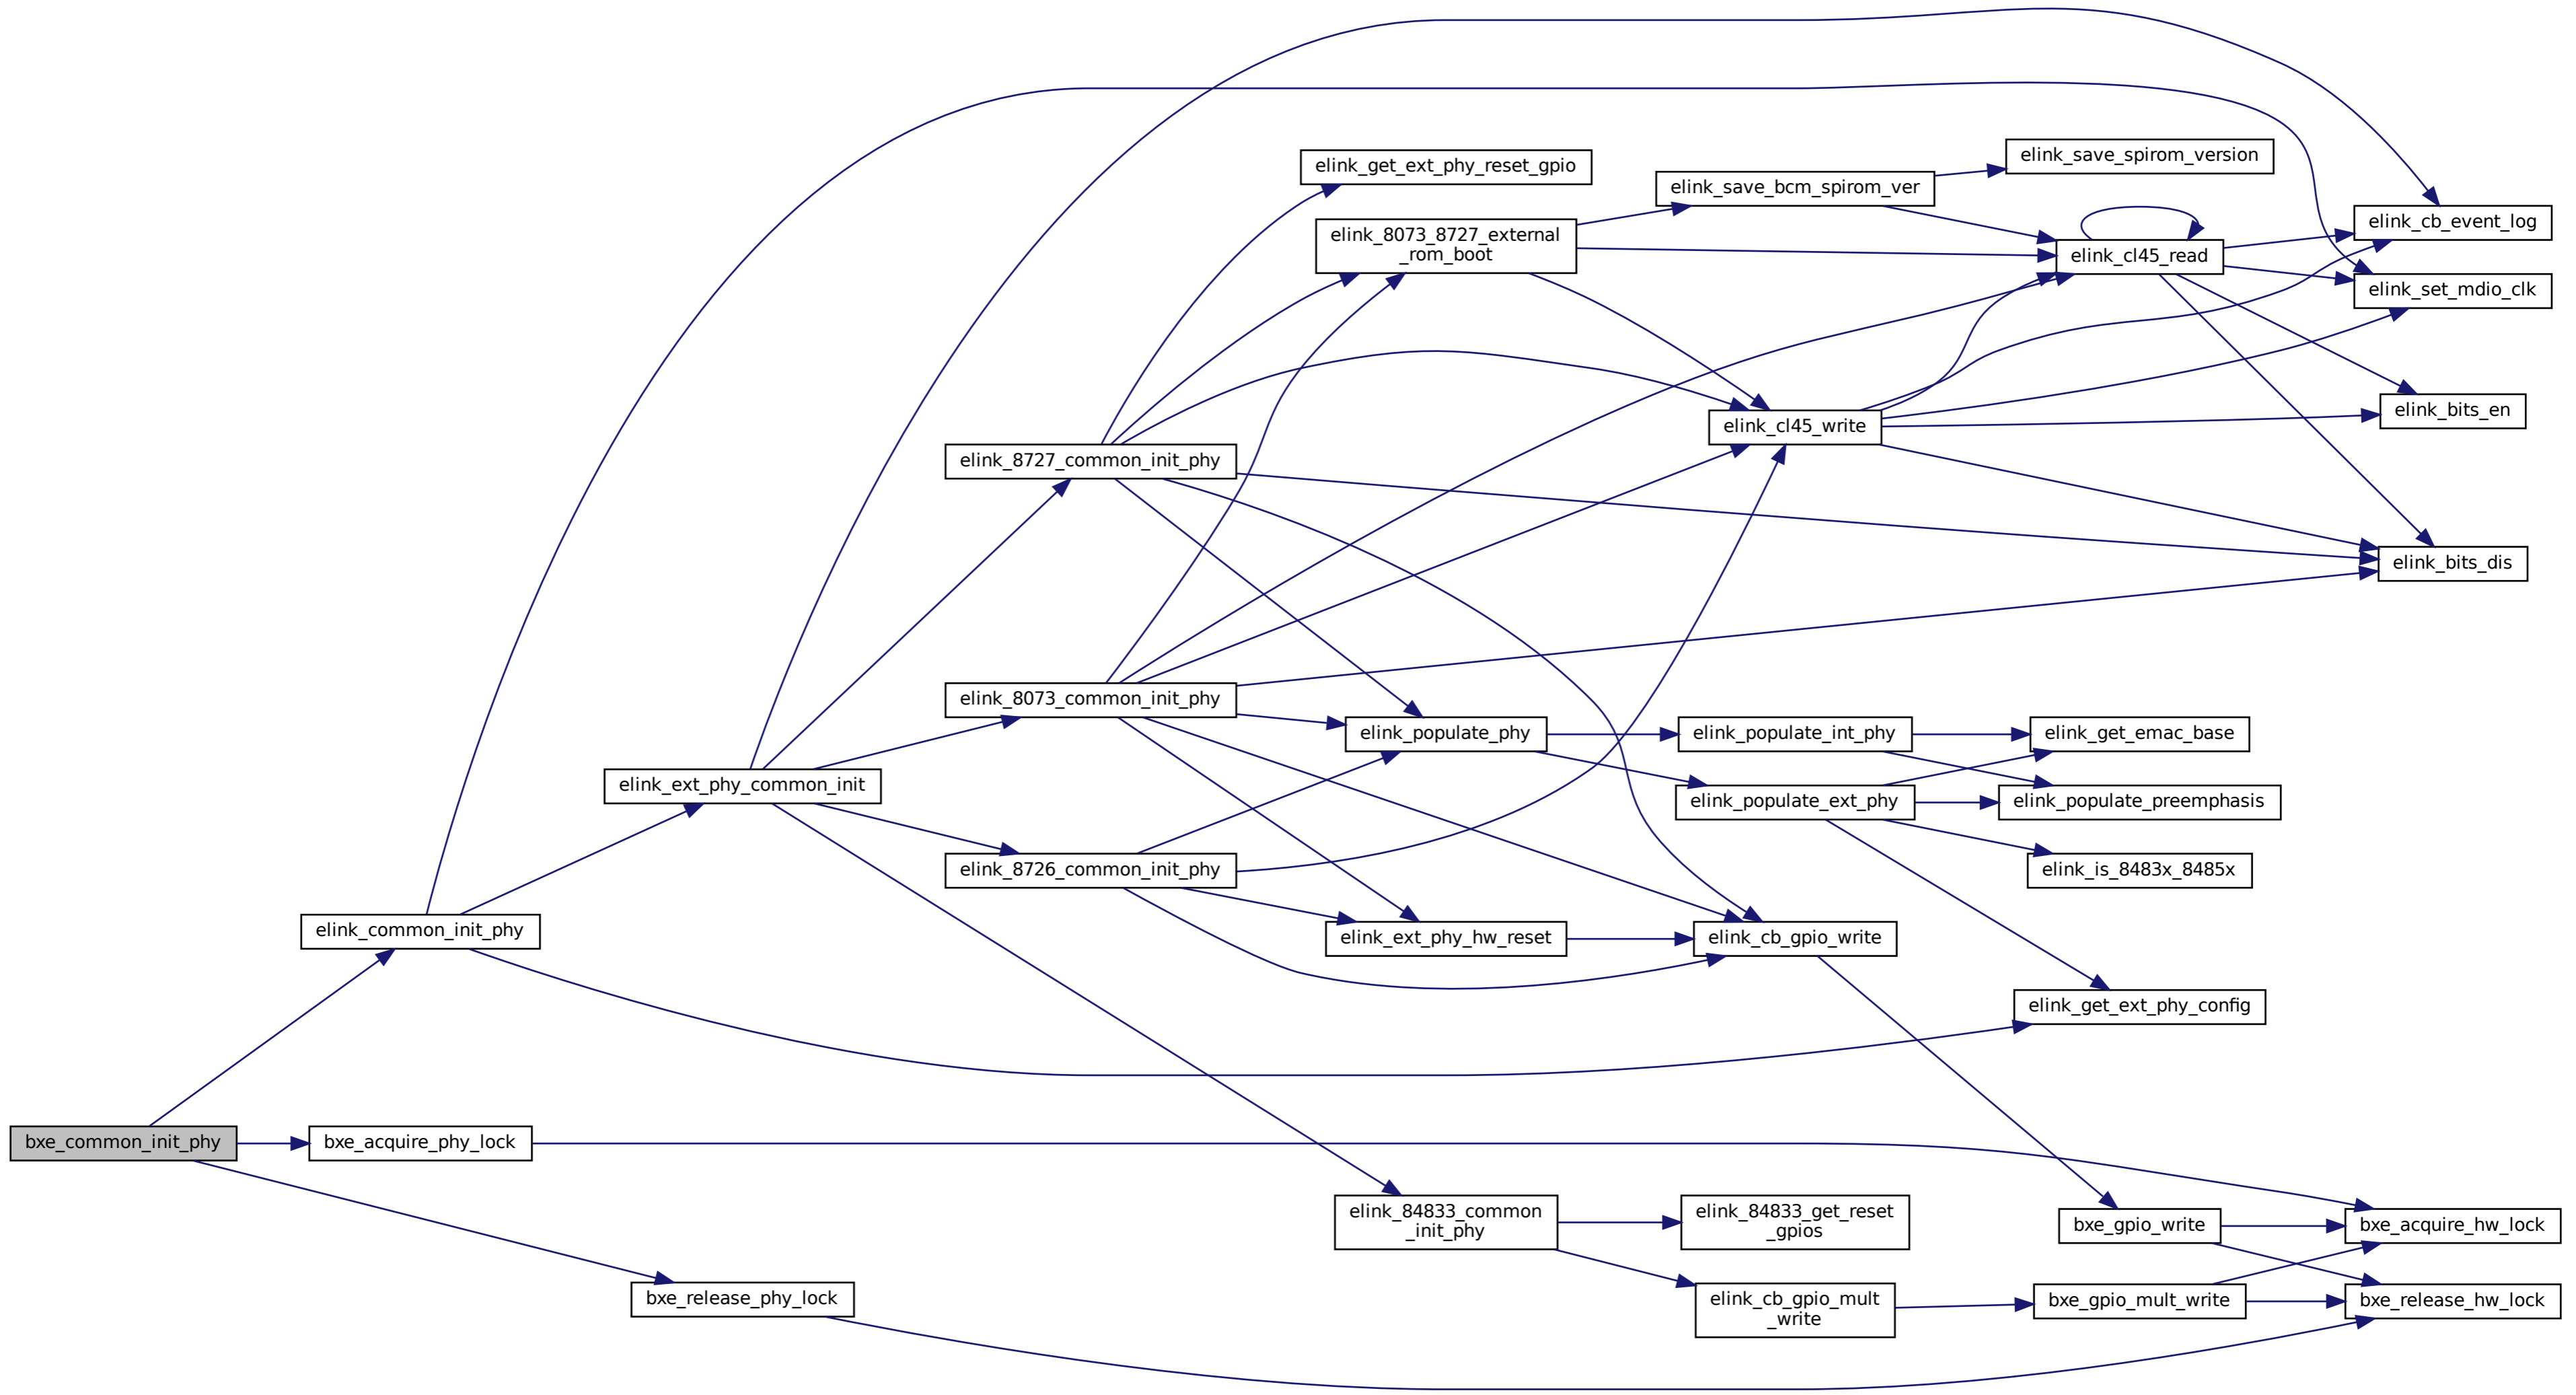 elink_get_ext_phy_reset_gpio
elink_save_spirom_version
elink_save_bcm_spirom_ver
elink_8073_8727_external
_rom_boot
elink_cl45_read
elink_cb_event_log
elink_set_mdio_clk
elink_bits_en
elink_cl45_write
elink_8727_common_init_phy
elink_bits_dis
elink_8073_common_init_phy
elink_populate_phy
elink_populate_int_phy
elink_get_emac_base
elink_ext_phy_common_init
elink_populate_ext_phy
elink_populate_preemphasis
elink_8726_common_init_phy
elink_is_8483x_8485x
elink_common_init_phy
elink_ext_phy_hw_reset
elink_cb_gpio_write
elink_get_ext_phy_config
bxe_common_init_phy
bxe_acquire_phy_lock
elink_84833_common
_init_phy
elink_84833_get_reset
_gpios
bxe_gpio_write
bxe_acquire_hw_lock
bxe_release_phy_lock
elink_cb_gpio_mult
_write
bxe_gpio_mult_write
bxe_release_hw_lock